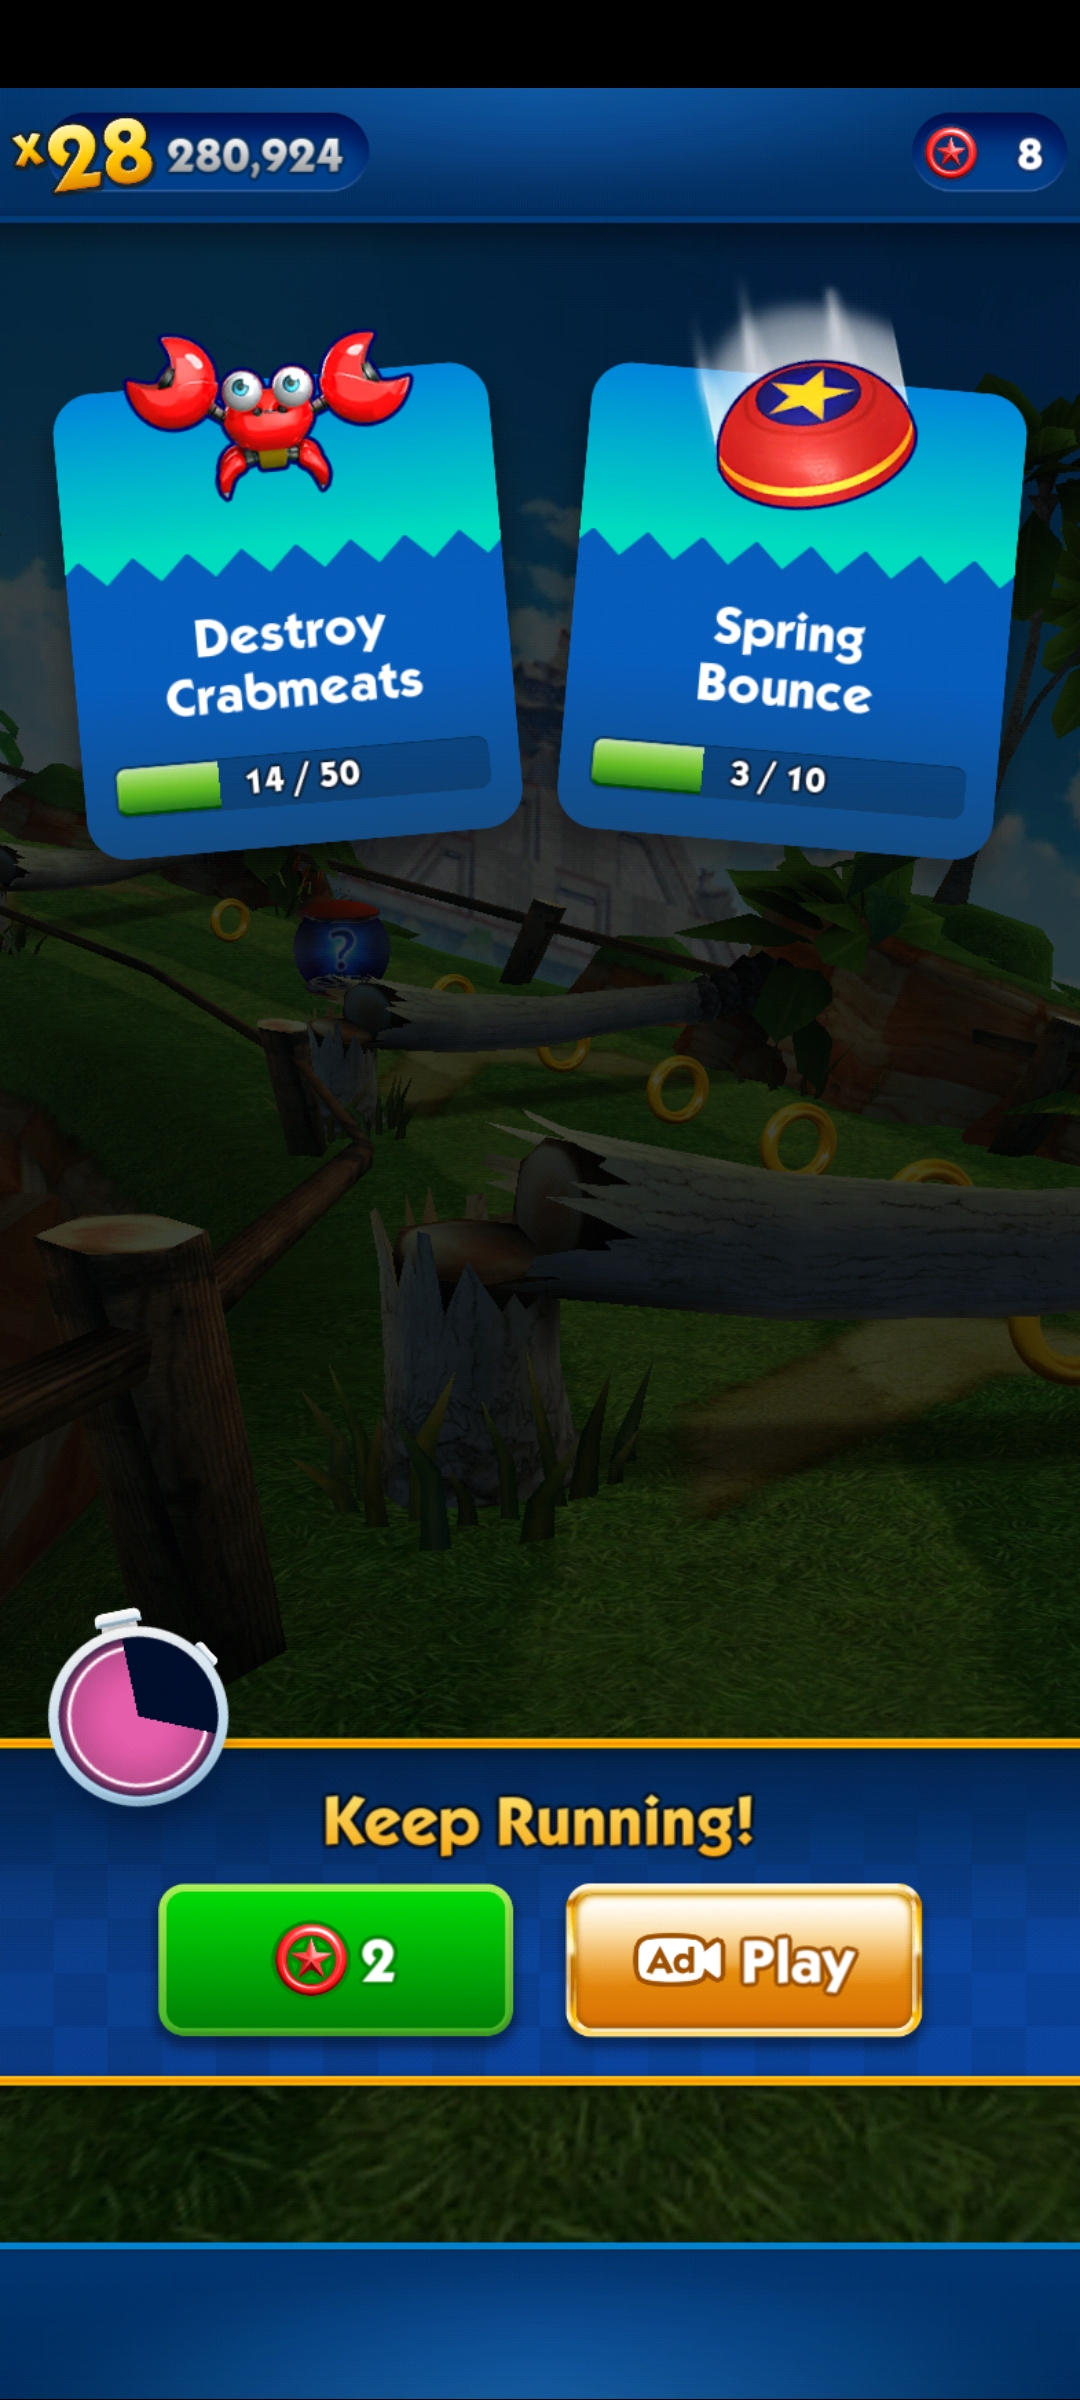 x28 280,924
8
Destroy
Crabmeats
14 / 50
Spring
Bounce
3 / 10
?
Keep Running!
2
Ad Play